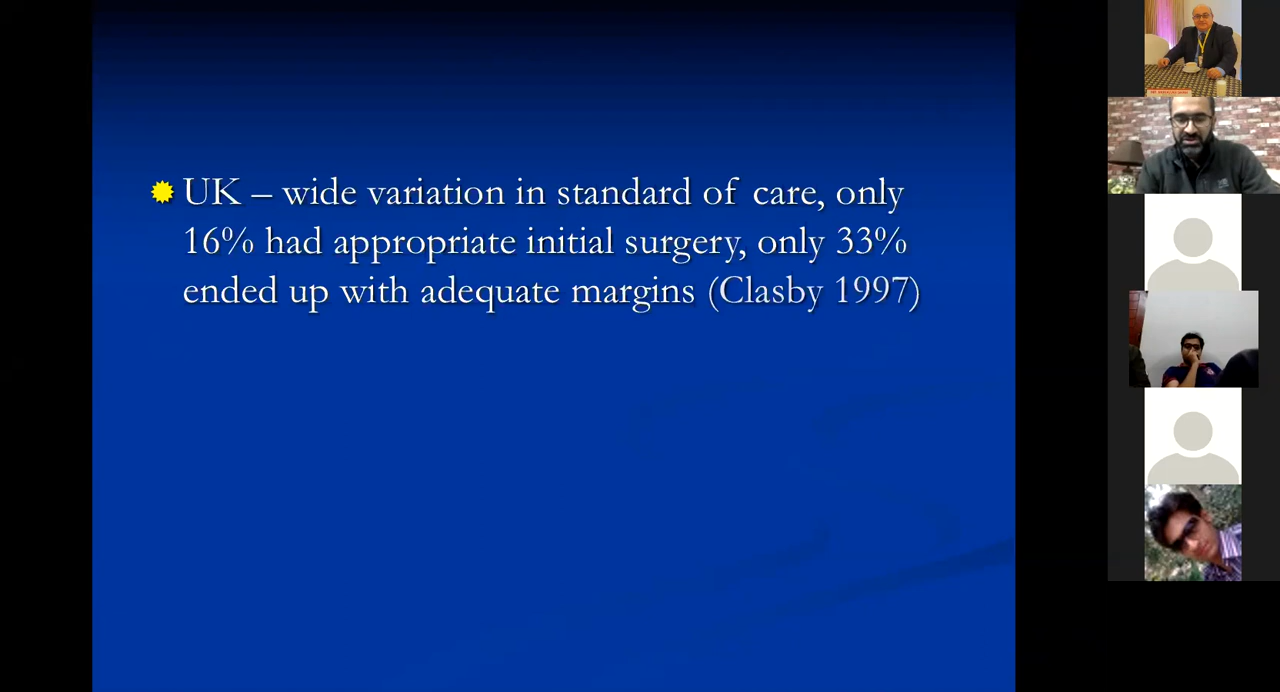 UK – wide variation in standard of care, only
16% had appropriate initial surgery, only 33%
ended up with adequate margins (Clasby 1997)